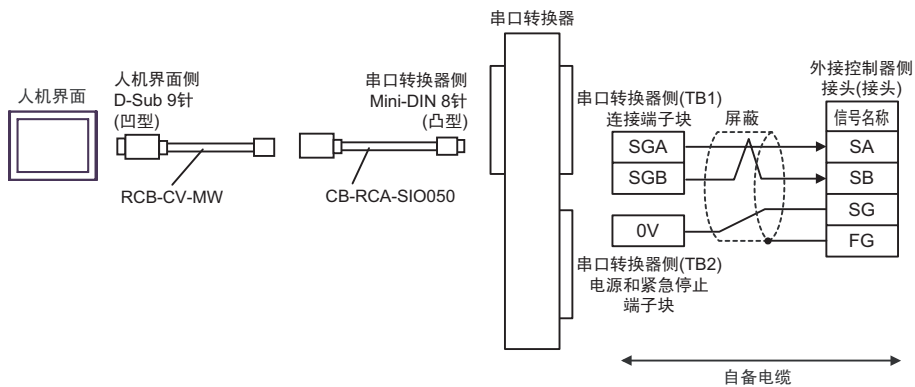 串口转换器
人机界面
人机界面侧
D-Sub 9针
(凹型)
RCB-CV-MW
串口转换器侧
Mini-DIN 8针
(凸型)
CB-RCA-SIO050
串口转换器侧(TB1)
连接端子块
SGA
SGB
0V
串口转换器侧(TB2)
电源和紧急停止
端子块
屏蔽
外接控制器侧
接头(接头)
信号名称
SA
SB
SG
FG
自备电缆